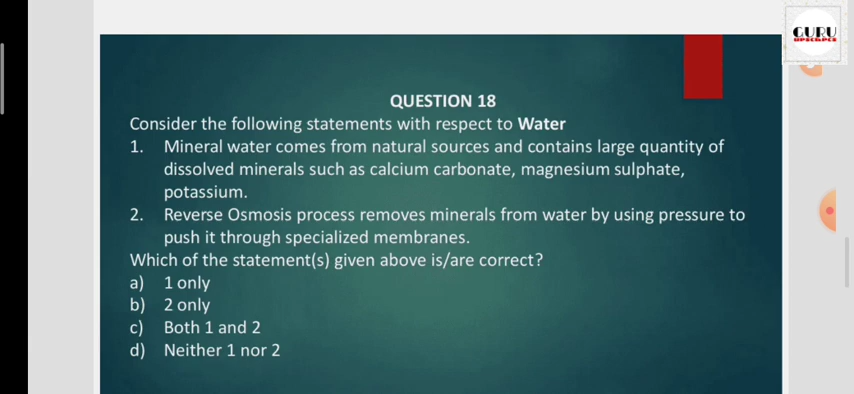 GURU
UPSC&PCS
QUESTION 18
Consider the following statements with respect to Water
1. Mineral water comes from natural sources and contains large quantity of
dissolved minerals such as calcium carbonate, magnesium sulphate,
potassium.
2. Reverse Osmosis process removes minerals from water by using pressure to
push it through specialized membranes.
Which of the statement(s) given above is/are correct?
a) 1 only
b) 2 only
c) Both 1 and 2
d) Neither 1 nor 2